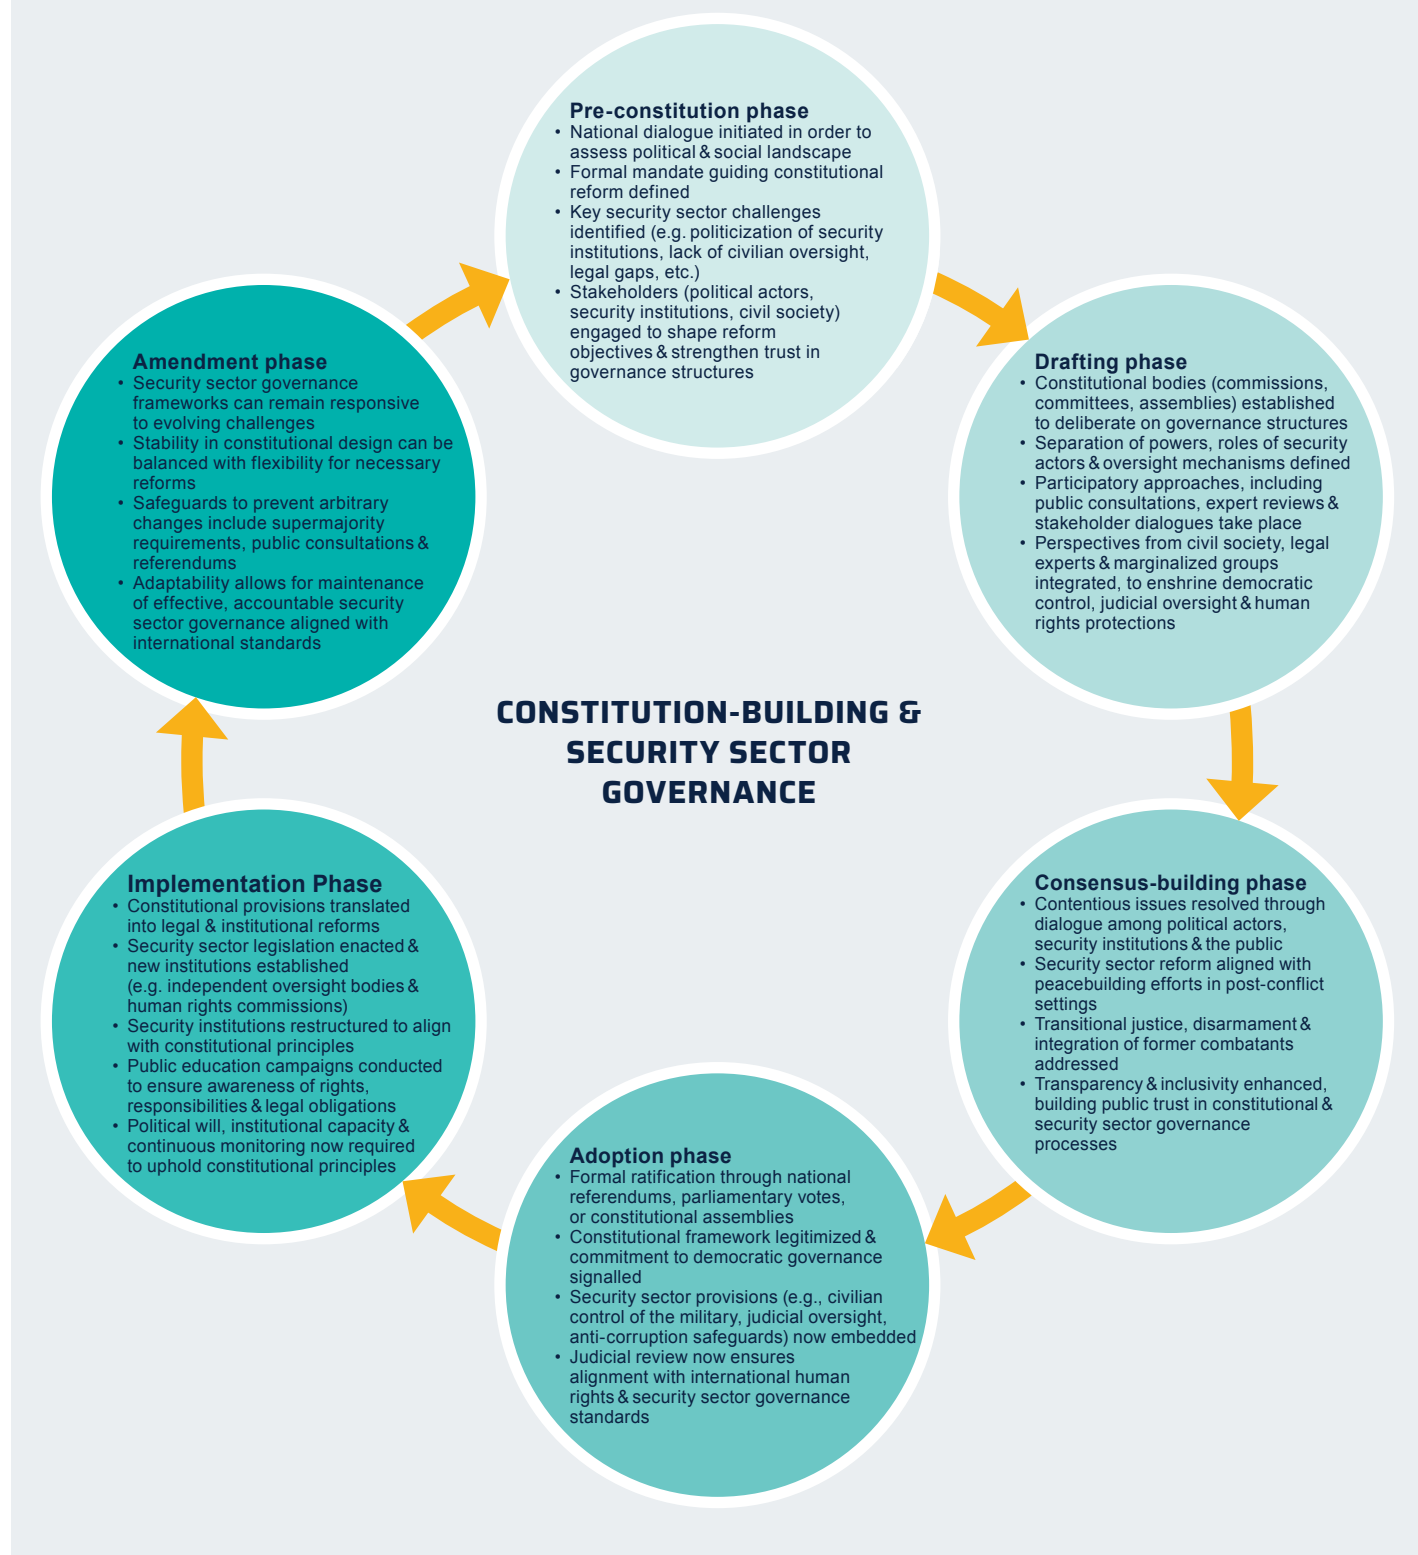 Pre-constitution phase
• National dialogue initiated in order to
assess political & social landscape
• Formal mandate guiding constitutional
reform defined
• Key security sector challenges
identified (e.g. politicization of security
institutions, lack of civilian oversight,
legal gaps, etc.)
• Stakeholders (political actors,
security institutions, civil society)
engaged to shape reform
objectives & strengthen trust in
governance structures
Drafting phase
• Constitutional bodies (commissions,
committees, assemblies) established
to deliberate on governance structures
• Separation of powers, roles of security
actors & oversight mechanisms defined
• Participatory approaches, including
public consultations, expert reviews &
stakeholder dialogues take place
• Perspectives from civil society, legal
experts & marginalized groups
integrated, to enshrine democratic
control, judicial oversight & human
rights protections
Consensus-building phase
• Contentious issues resolved through
dialogue among political actors,
security institutions & the public
• Security sector reform aligned with
peacebuilding efforts in post-conflict
settings
• Transitional justice, disarmament &
integration of former combatants
addressed
• Transparency & inclusivity enhanced,
building public trust in constitutional &
security sector governance
processes
Adoption phase
• Formal ratification through national
referendums, parliamentary votes,
or constitutional assemblies
• Constitutional framework legitimized &
commitment to democratic governance
signalled
• Security sector provisions (e.g., civilian
control of the military, judicial oversight,
anti-corruption safeguards) now embedded
• Judicial review now ensures
alignment with international human
rights & security sector governance
standards
Implementation Phase
• Constitutional provisions translated
into legal & institutional reforms
• Security sector legislation enacted &
new institutions established
(e.g. independent oversight bodies &
human rights commissions)
• Security institutions restructured to align
with constitutional principles
• Public education campaigns conducted
to ensure awareness of rights,
responsibilities & legal obligations
• Political will, institutional capacity &
continuous monitoring now required
to uphold constitutional principles
Amendment phase
• Security sector governance
frameworks can remain responsive
to evolving challenges
• Stability in constitutional design can be
balanced with flexibility for necessary
reforms
• Safeguards to prevent arbitrary
changes include supermajority
requirements, public consultations &
referendums
• Adaptability allows for maintenance
of effective, accountable security
sector governance aligned with
international standards
CONSTITUTION-BUILDING &
SECURITY SECTOR
GOVERNANCE